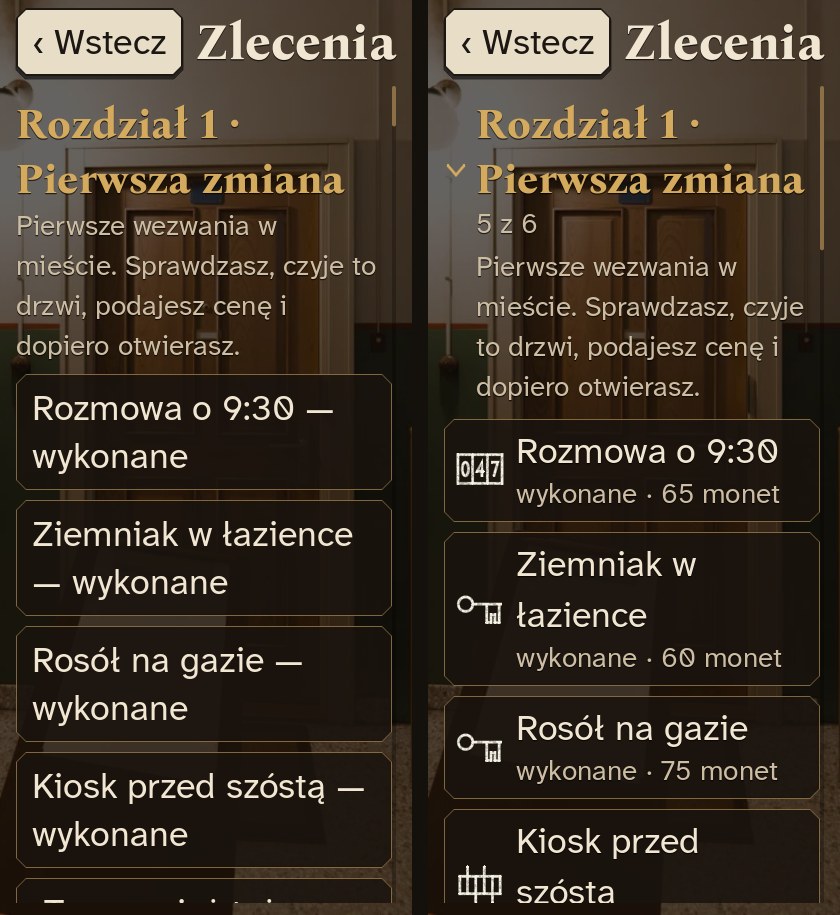 ‹ Wstecz
Zlecenia
Rozdział 1 ·
Pierwsza zmiana
Pierwsze wezwania w
mieście. Sprawdzasz, czyje to
drzwi, podajesz cenę i
dopiero otwierasz.
Rozmowa o 9:30 —
wykonane
Ziemniak w łazience
— wykonane
Rosół na gazie —
wykonane
Kiosk przed szóstą —
wykonane
‹ Wstecz
Zlecenia
Rozdział 1 ·
Pierwsza zmiana
5 z 6
Pierwsze wezwania w
mieście. Sprawdzasz, czyje
to drzwi, podajesz cenę i
dopiero otwierasz.
047
Rozmowa o 9:30
wykonane · 65 monet
Ziemniak w
łazience
wykonane · 60 monet
Rosół na gazie
wykonane · 75 monet
Kiosk przed
szóstą